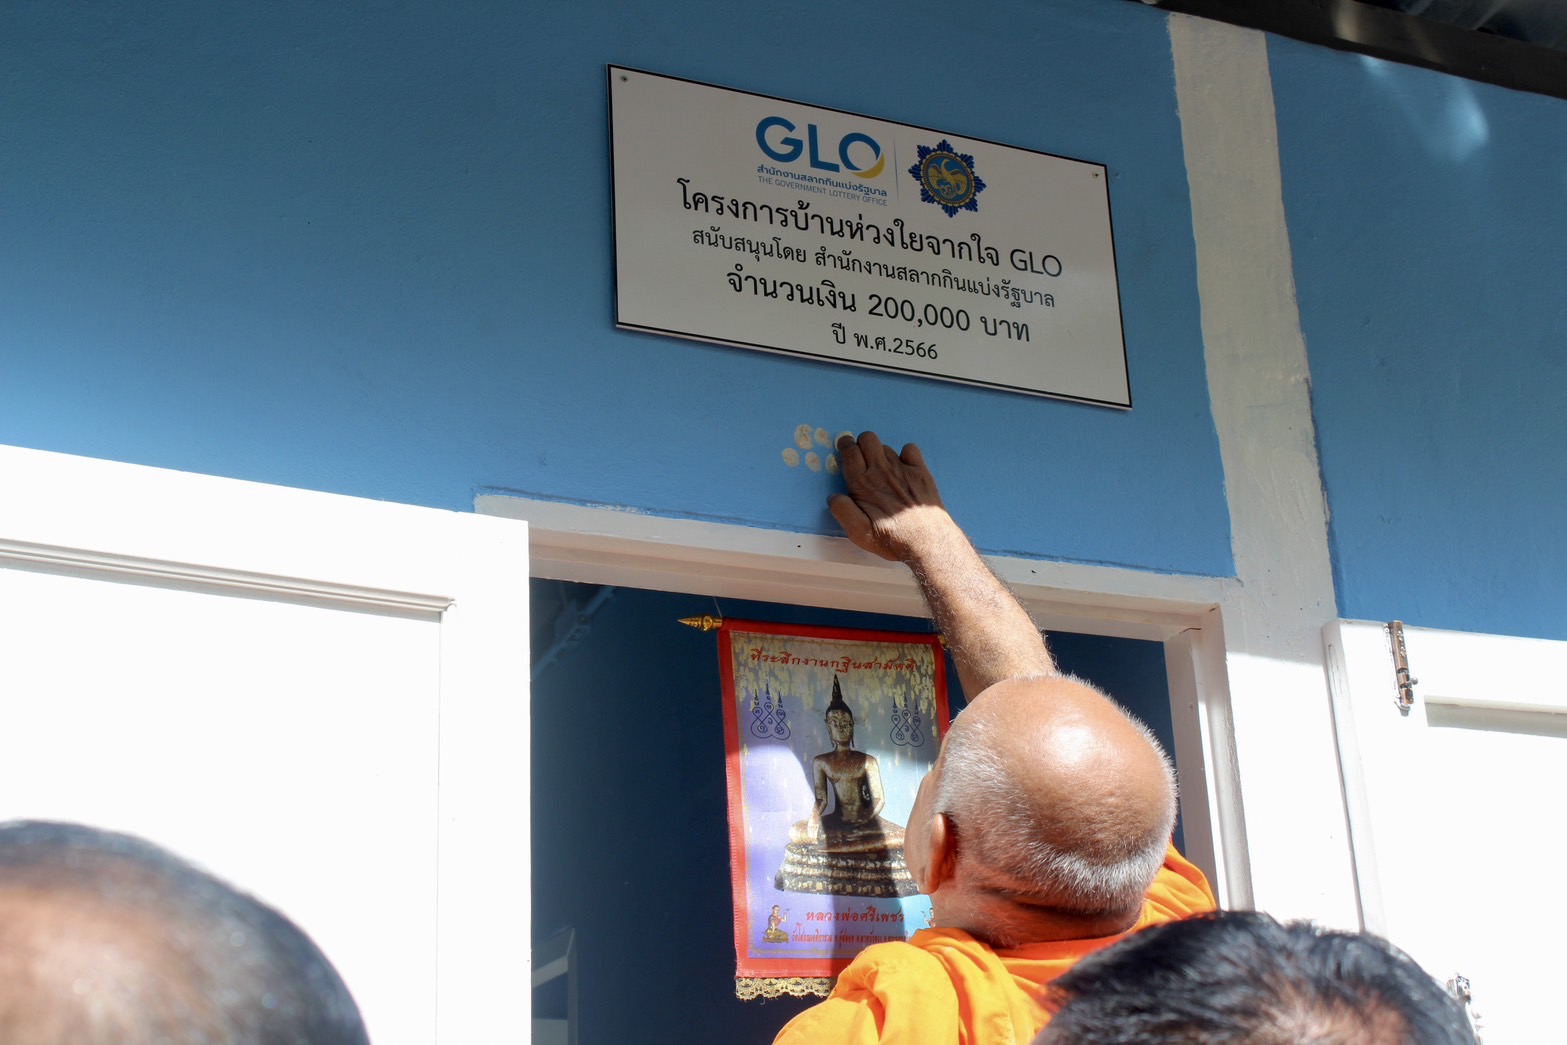 GLO
สำนักงานสลากกินแบ่งรัฐบาล
THE GOVERNMENT LOTTERY OFFICE
โครงการบ้านห่วงใยจากใจ GLO
สนับสนุนโดย สำนักงานสลากกินแบ่งรัฐบาล
จำนวนเงิน 200,000 บาท
ปี พ.ศ.2566
ที่ระลึกงานกฐินสามัคคี
หลวงพ่อศรีเพชร